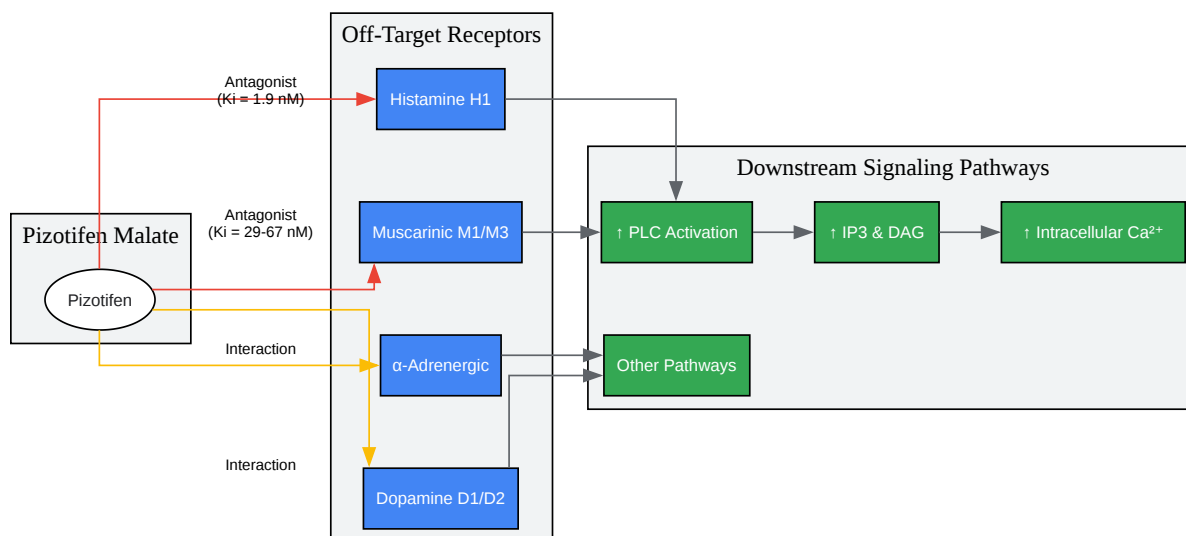 Off-Target Receptors
Antagonist
(Ki = 1.9 nM)
Histamine H1
Downstream Signaling Pathways
Pizotifen Malate
Antagonist
(Ki = 29-67 nM)
Muscarinic M1/M3
↑ PLC Activation
↑ IP3 & DAG
↑ Intracellular Ca²⁺
Pizotifen
Interaction
α-Adrenergic
Other Pathways
Interaction
Dopamine D1/D2